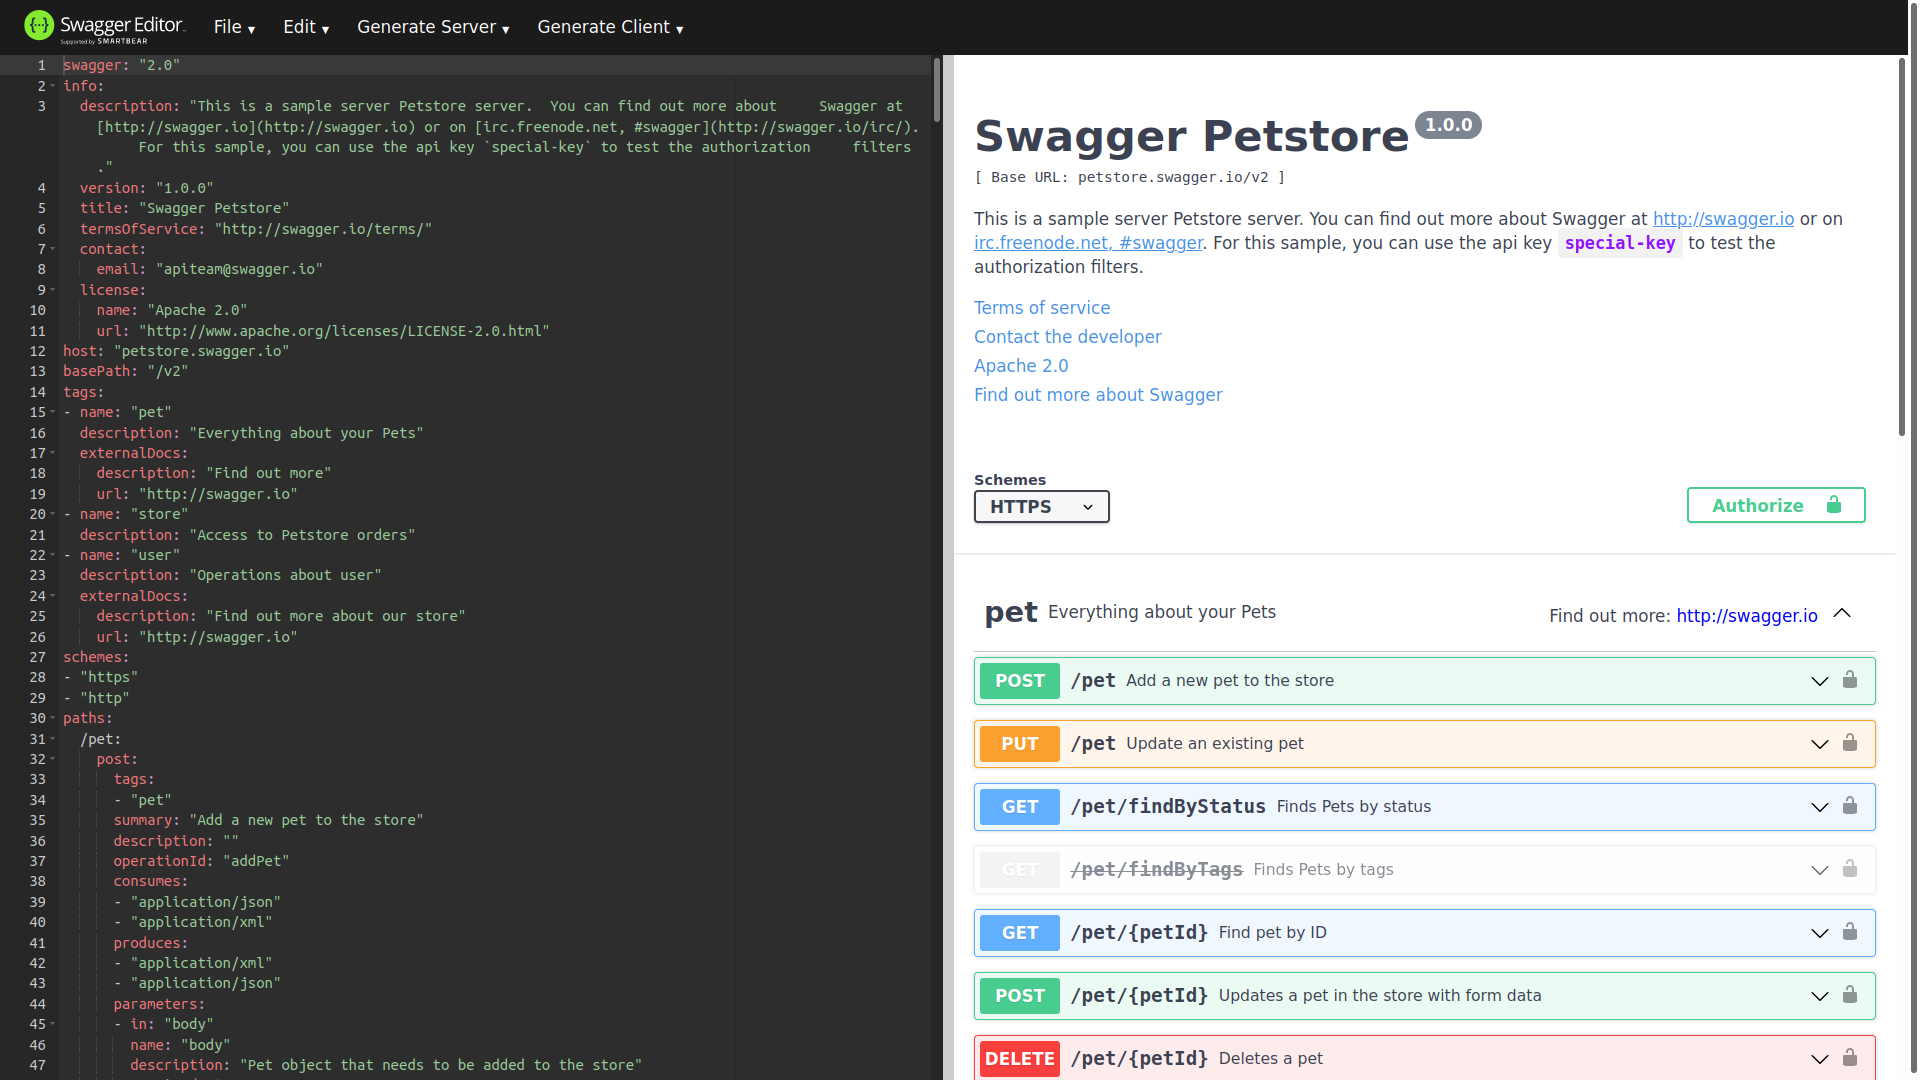 Swagger Editor
Supported by SMARTBEAR
File ▾
Edit ▾
Generate Server ▾
Generate Client ▾
1 swagger: "2.0"
2 info:
3 description: "This is a sample server Petstore server.  You can find out more about     Swagger at
[http://swagger.io](http://swagger.io) or on [irc.freenode.net, #swagger](http://swagger.io/irc/).
For this sample, you can use the api key `special-key` to test the authorization     filters
."
4 version: "1.0.0"
5 title: "Swagger Petstore"
6 termsOfService: "http://swagger.io/terms/"
7 contact:
8 email: "apiteam@swagger.io"
9 license:
10 name: "Apache 2.0"
11 url: "http://www.apache.org/licenses/LICENSE-2.0.html"
12 host: "petstore.swagger.io"
13 basePath: "/v2"
14 tags:
15 - name: "pet"
16 description: "Everything about your Pets"
17 externalDocs:
18 description: "Find out more"
19 url: "http://swagger.io"
20 - name: "store"
21 description: "Access to Petstore orders"
22 - name: "user"
23 description: "Operations about user"
24 externalDocs:
25 description: "Find out more about our store"
26 url: "http://swagger.io"
27 schemes:
28 - "https"
29 - "http"
30 paths:
31 /pet:
32 post:
33 tags:
34 - "pet"
35 summary: "Add a new pet to the store"
36 description: ""
37 operationId: "addPet"
38 consumes:
39 - "application/json"
40 - "application/xml"
41 produces:
42 - "application/xml"
43 - "application/json"
44 parameters:
45 - in: "body"
46 name: "body"
47 description: "Pet object that needs to be added to the store"
Swagger Petstore 1.0.0
[ Base URL: petstore.swagger.io/v2 ]
This is a sample server Petstore server. You can find out more about Swagger at http://swagger.io or on
irc.freenode.net, #swagger. For this sample, you can use the api key special-key to test the
authorization filters.
Terms of service
Contact the developer
Apache 2.0
Find out more about Swagger
Schemes
HTTPS
Authorize
pet Everything about your Pets
Find out more: http://swagger.io
POST /pet Add a new pet to the store
PUT /pet Update an existing pet
GET /pet/findByStatus Finds Pets by status
GET /pet/findByTags Finds Pets by tags
GET /pet/{petId} Find pet by ID
POST /pet/{petId} Updates a pet in the store with form data
DELETE /pet/{petId} Deletes a pet